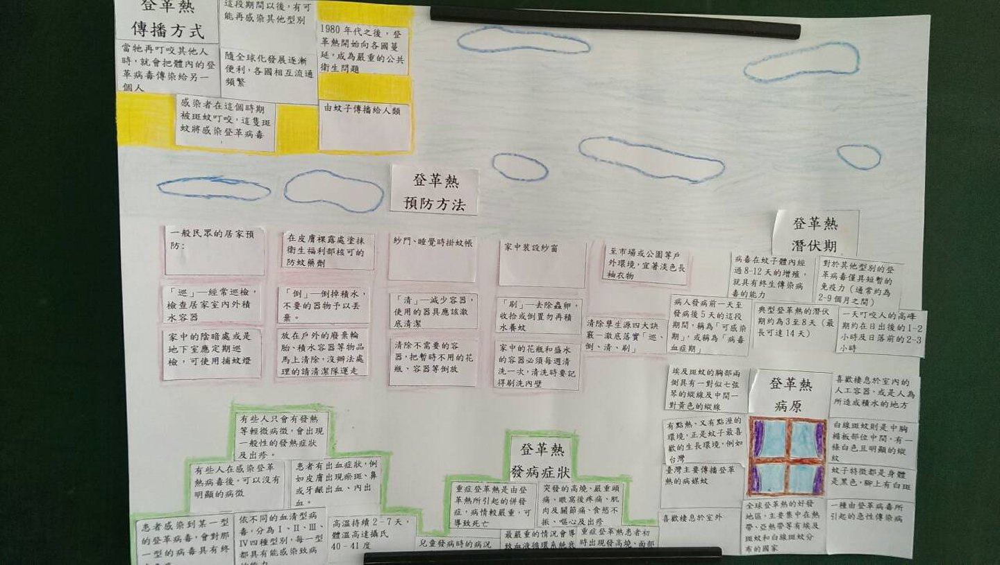 登革熱
傳播方式
當牠再叮咬其他人
時，就會把體內的登
革病毒傳染給另一
個人
這段期間以後，有可
能再感染其他型別
隨全球化發展逐漸
便利，各國相互流通
頻繁
1980 年代之後，登
革熱開始向各國蔓
延，成為嚴重的公共
衛生問題
感染者在這個時期
被斑蚊叮咬，這隻斑
蚊將感染登革病毒
由蚊子傳播給人類
登革熱
預防方法
一般民眾的居家預
防：
在皮膚裸露處塗抹
衛生福利部核可的
防蚊藥劑
紗門、睡覺時掛蚊帳
家中裝設紗窗
至市場或公園等戶
外環境，宜著淡色長
袖衣物
「巡」—經常巡檢，
檢查居家室內外積
水容器
「倒」—倒掉積水，
不要的器物予以丟
棄。
「清」—減少容器，
使用的器具應該澈
底清潔
「刷」—去除蟲卵，
收拾或倒置勿再積
水養蚊
清除孳生源四大訣
竅—澈底落實「巡、
倒、清、刷」
家中的陰暗處或是
地下室應定期巡
檢，可使用捕蚊燈
放在戶外的廢棄輪
胎、積水容器等物品
馬上清除，沒辦法處
理的請清潔隊運走
清除不需要的容
器，把暫時不用的花
瓶、容器等倒放
家中的花瓶和盛水
的容器必須每週清
洗一次，清洗時要記
得刷洗內壁
登革熱
潛伏期
病毒在蚊子體內經
過 8-12 天的增殖，
就具有終生傳染病
毒的能力
對於其他型別的登
革病毒僅具短暫的
免疫力（通常約為
2-9 個月之間）
病人發病前一天至
發病後 5 天的這段
期間，稱為「可感染
期」，或稱為「病毒
血症期」
典型登革熱的潛伏
期約為 3 至 8 天（最
長可達 14 天）
一天叮咬人的高峰
期約在日出後的 1-2
小時及日落前的 2-3
小時
登革熱
病原
埃及斑蚊的胸部兩
側具有一對似七弦
琴的縱線及中間一
對黃色的縱線
喜歡棲息於室內的
人工容器，或是人為
所造成積水的地方
有點熱、又有點溼的
環境，正是蚊子最喜
歡的生長環境，例如
台灣
白線斑蚊則是中胸
楯板部位中間，有一
條白色且明顯的縱
紋
臺灣主要傳播登革
熱的病媒蚊
蚊子特徵都是身體
是黑色，腳上有白斑
喜歡棲息於室外
全球登革熱的好發
地區，主要集中在熱
帶、亞熱帶等有埃及
斑蚊和白線斑蚊分
布的國家
一種由登革病毒所
引起的急性傳染病
登革熱
發病症狀
有些人只會有發熱
等輕微病徵，會出現
一般性的發熱症狀
及出疹。
有些人在感染登革
熱病毒後，可以沒有
明顯的病徵
患者有出血症狀，例
如皮膚出現瘀斑、鼻
或牙齦出血、內出
血。
重症登革熱是由登
革熱所引起的併發
症，病情較嚴重，可
導致死亡
突發的高燒、嚴重頭
痛、眼窩後疼痛、肌
肉及關節痛、食慾不
振、嘔心及出疹
患者感染到某一型
的登革病毒，會對那
一型的病毒具有終
依不同的血清型病
毒，分為Ⅰ、Ⅱ、Ⅲ、
Ⅳ四種型別，每一型
都具有能感染致病
高溫持續 2－7 天，
體溫高達攝氏
40－41 度
兒童發病時的病況
最嚴重的情況會導
致血液循環系統衰
重症登革熱患者初
時出現發高燒、面部